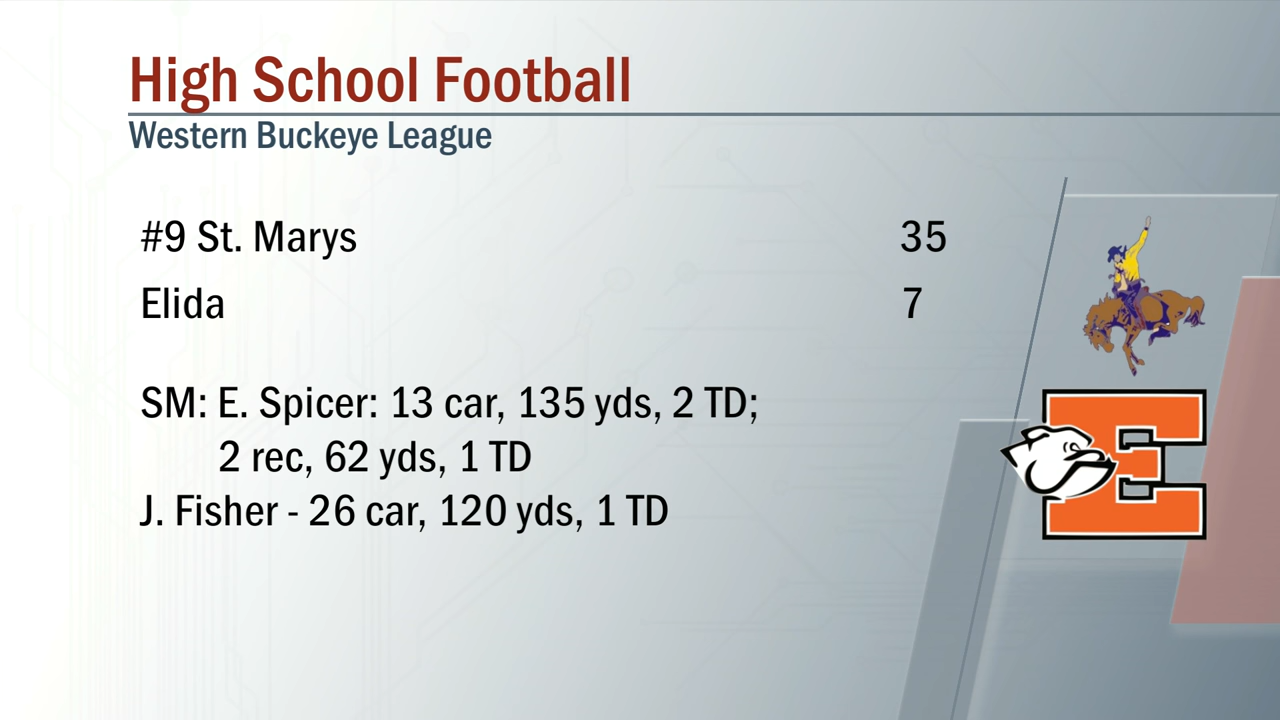 High School Football
Western Buckeye League
#9 St. Marys 35
Elida 7
SM: E. Spicer: 13 car, 135 yds, 2 TD;
2 rec, 62 yds, 1 TD
J. Fisher - 26 car, 120 yds, 1 TD
E